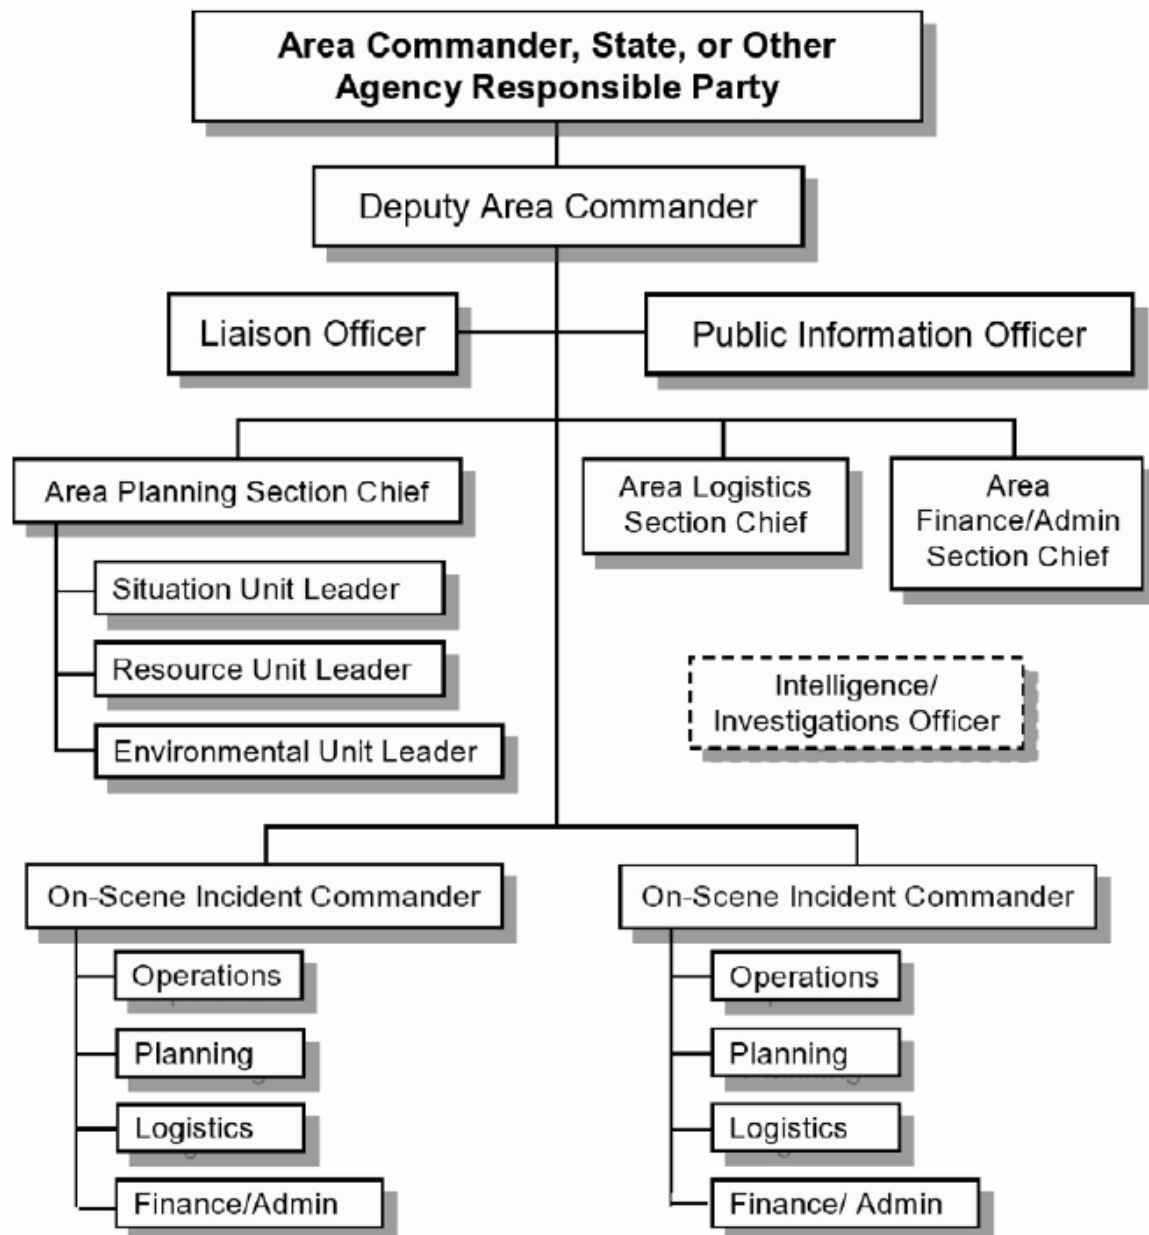 Area Commander, State, or Other
Agency Responsible Party
Deputy Area Commander
Liaison Officer
Public Information Officer
Area Planning Section Chief
Situation Unit Leader
Resource Unit Leader
Environmental Unit Leader
Area Logistics
Section Chief
Area
Finance/Admin
Section Chief
Intelligence/
Investigations Officer
On-Scene Incident Commander
Operations
Planning
Logistics
Finance/Admin
On-Scene Incident Commander
Operations
Planning
Logistics
Finance/ Admin